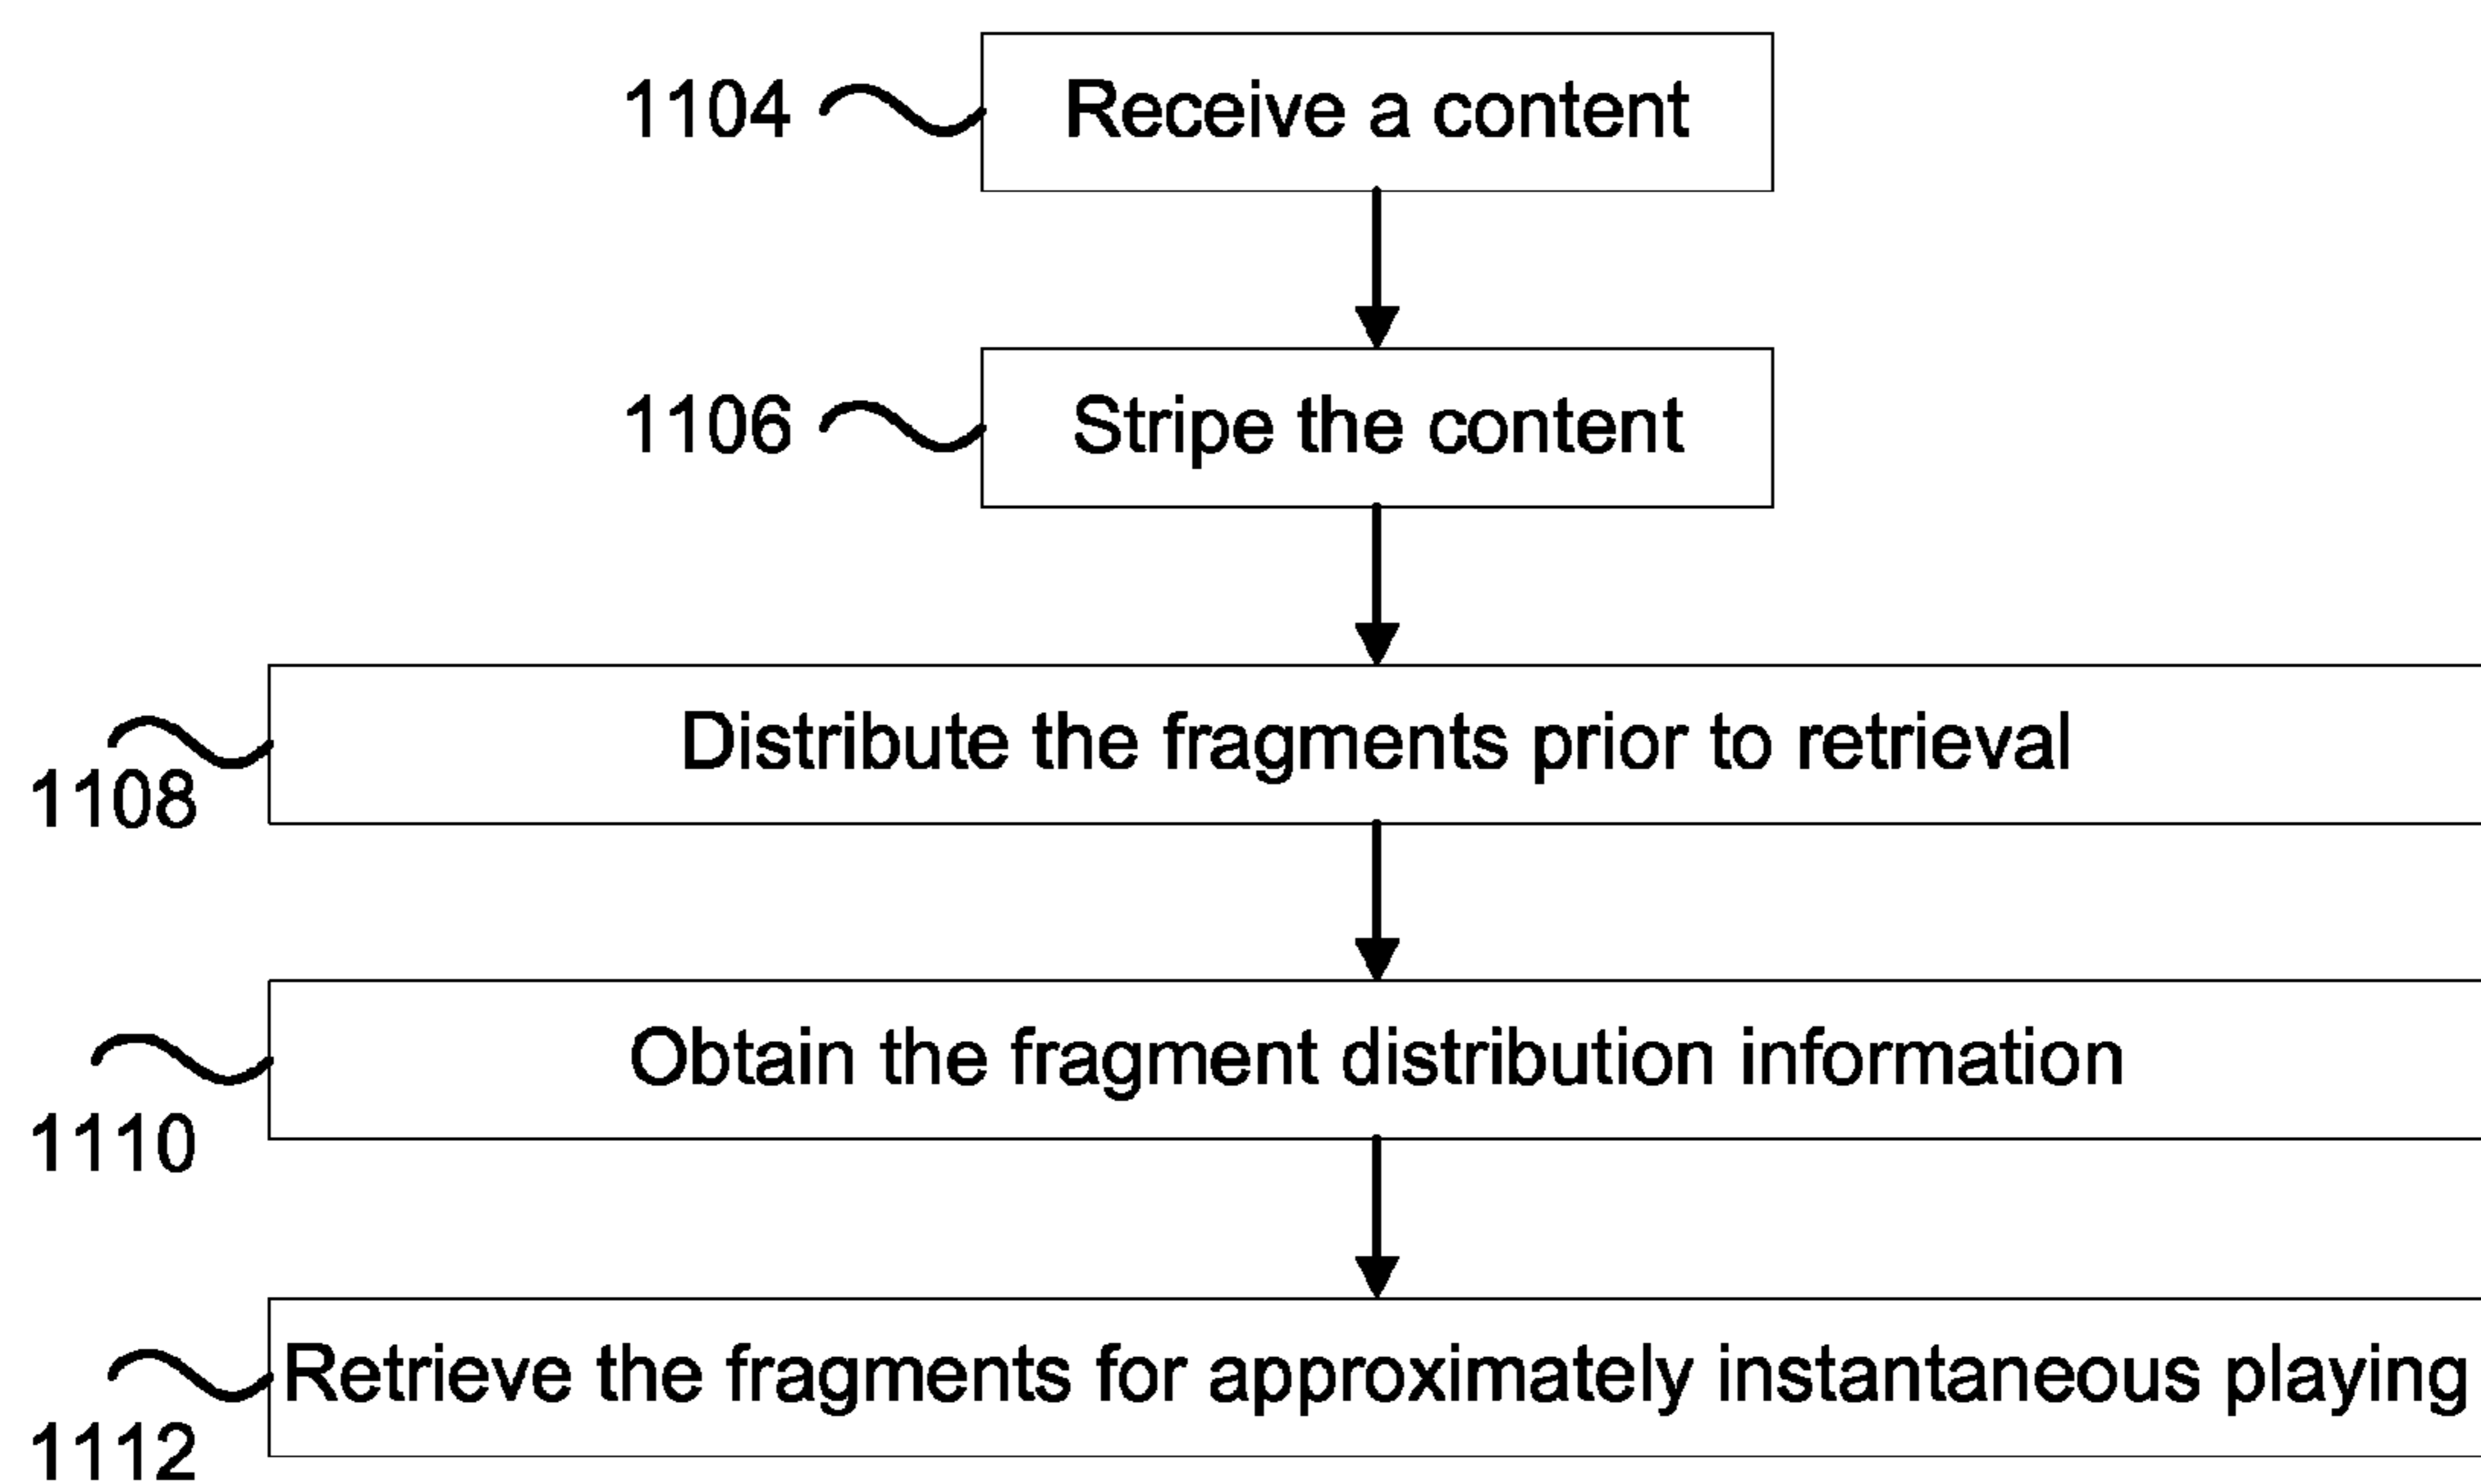 1104 Receive a content
1106 Stripe the content
Distribute the fragments prior to retrieval
1108
Obtain the fragment distribution information
1110
Retrieve the fragments for approximately instantaneous playing
1112